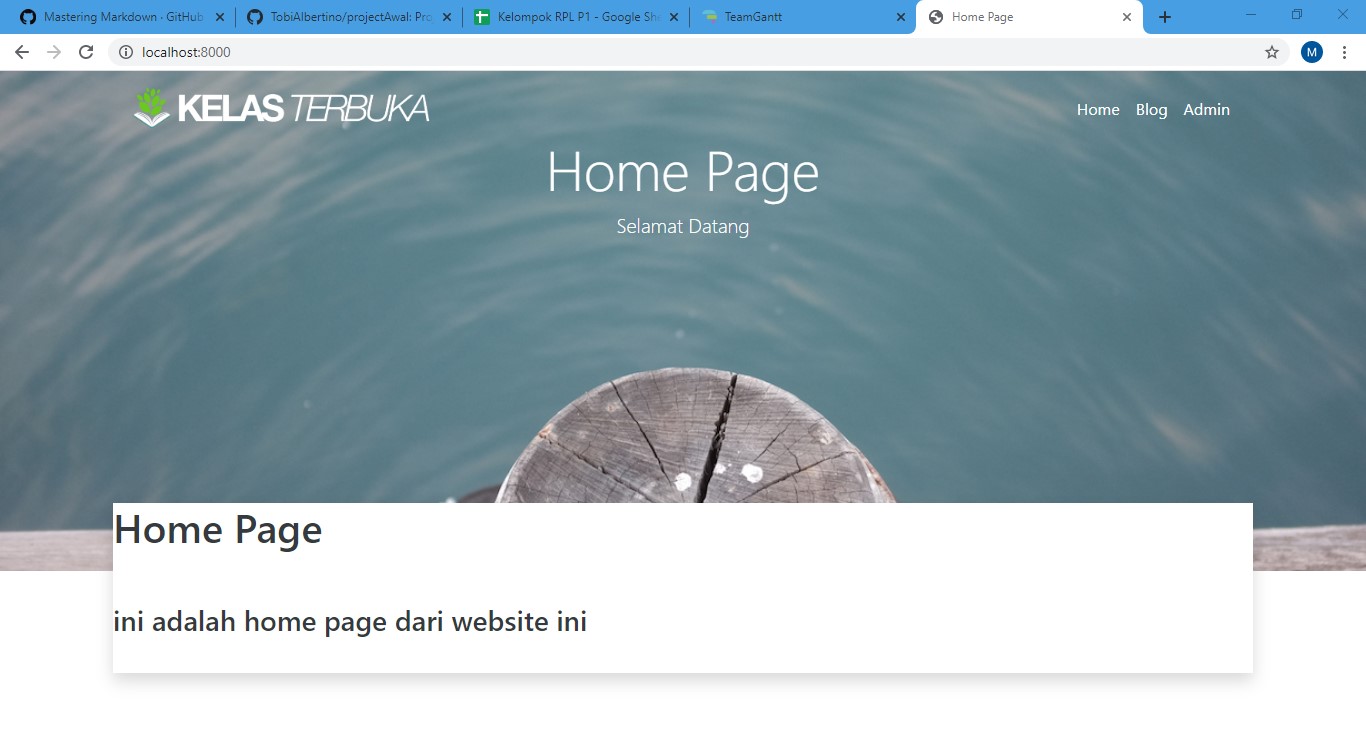 Mastering Markdown · GitHub
TobiAlbertino/projectAwal: Pro
Kelompok RPL P1 - Google She
TeamGantt
Home Page
localhost:8000
M
KELAS TERBUKA
Home Blog Admin
Home Page
Selamat Datang
Home Page
ini adalah home page dari website ini